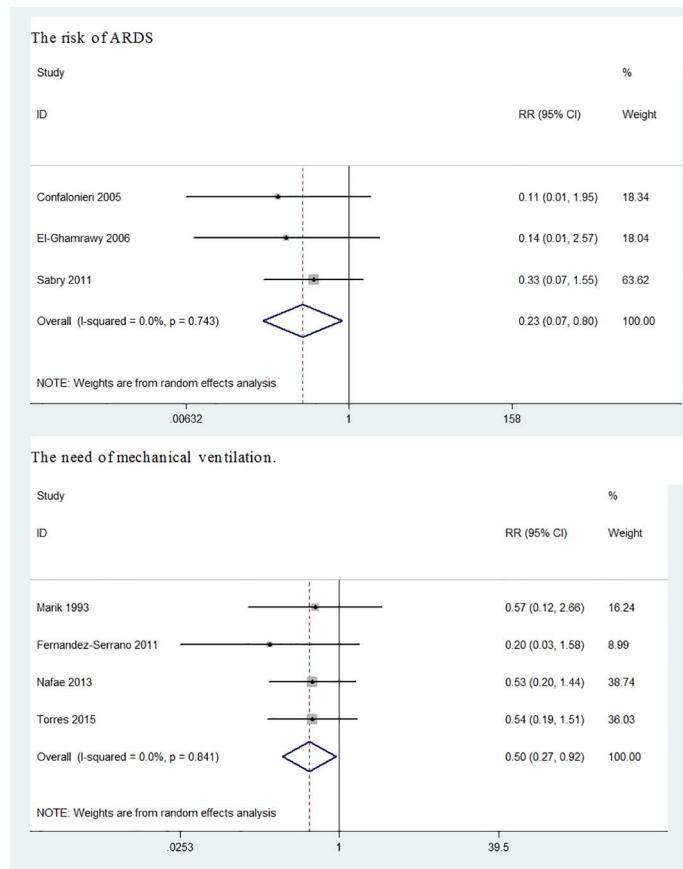 The risk of ARDS
Study %
ID RR (95% CI) Weight
Confalonieri 2005 0.11 (0.01, 1.95) 18.34
El-Ghamrawy 2006 0.14 (0.01, 2.57) 18.04
Sabry 2011 0.33 (0.07, 1.55) 63.62
Overall (I-squared = 0.0%, p = 0.743) 0.23 (0.07, 0.80) 100.00
NOTE: Weights are from random effects analysis
.00632 1 158
The need of mechanical ventilation.
Study %
ID RR (95% CI) Weight
Marik 1993 0.57 (0.12, 2.66) 16.24
Fernandez-Serrano 2011 0.20 (0.03, 1.58) 8.99
Nafae 2013 0.53 (0.20, 1.44) 38.74
Torres 2015 0.54 (0.19, 1.51) 36.03
Overall (I-squared = 0.0%, p = 0.841) 0.50 (0.27, 0.92) 100.00
NOTE: Weights are from random effects analysis
.0253 1 39.5